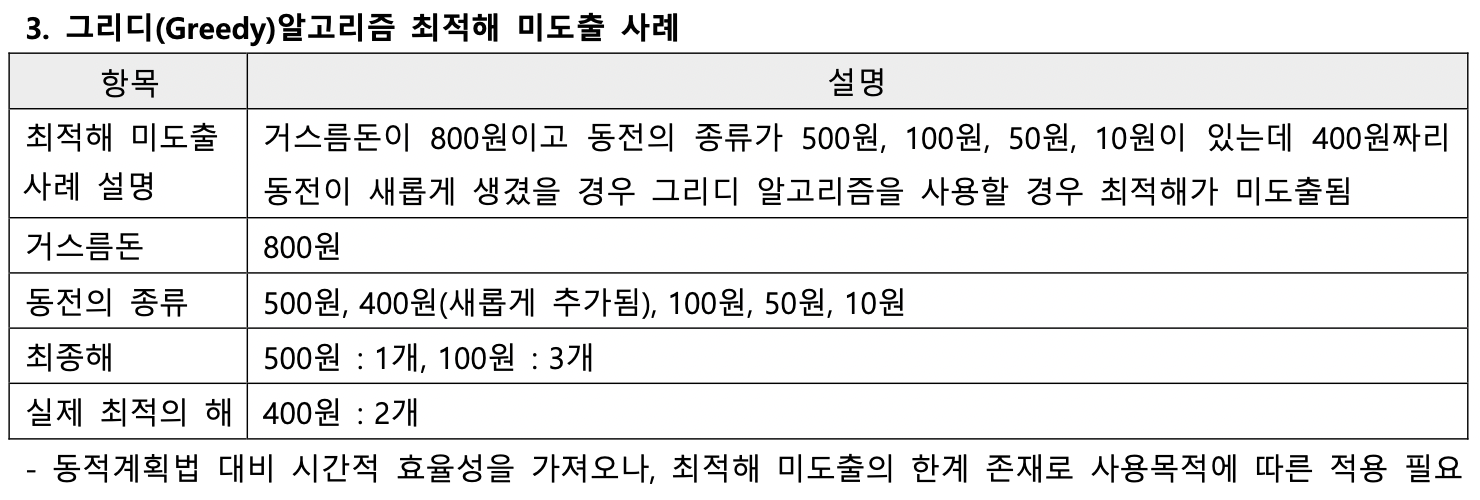 3. 그리디(Greedy)알고리즘 최적해 미도출 사례
항목 설명
최적해 미도출 사례 설명
거스름돈이 800원이고 동전의 종류가 500원, 100원, 50원, 10원이 있는데 400원짜리
동전이 새롭게 생겼을 경우 그리디 알고리즘을 사용할 경우 최적해가 미도출됨
거스름돈 800원
동전의 종류 500원, 400원(새롭게 추가됨), 100원, 50원, 10원
최종해 500원 : 1개, 100원 : 3개
실제 최적의 해 400원 : 2개
- 동적계획법 대비 시간적 효율성을 가져오나, 최적해 미도출의 한계 존재로 사용목적에 따른 적용 필요